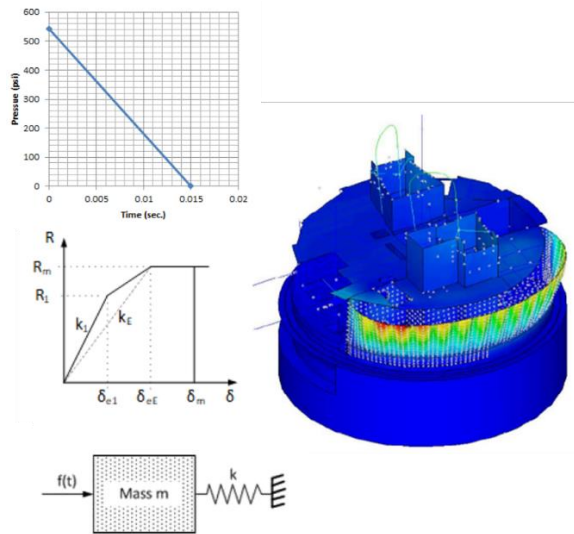 600
500
400
300
200
100
0
Pressue (psi)
0 0.005 0.01 0.015 0.02
Time (sec.)
R
Rm
R1
k1 kE
δe1 δeE δm δ
f(t) Mass m k